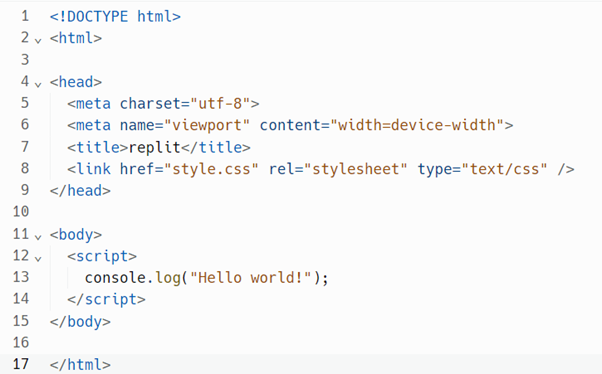 1 <!DOCTYPE html>
2 <html>
3
4 <head>
5 <meta charset="utf-8">
6 <meta name="viewport" content="width=device-width">
7 <title>replit</title>
8 <link href="style.css" rel="stylesheet" type="text/css" />
9 </head>
10
11 <body>
12 <script>
13 console.log("Hello world!");
14 </script>
15 </body>
16
17 </html>